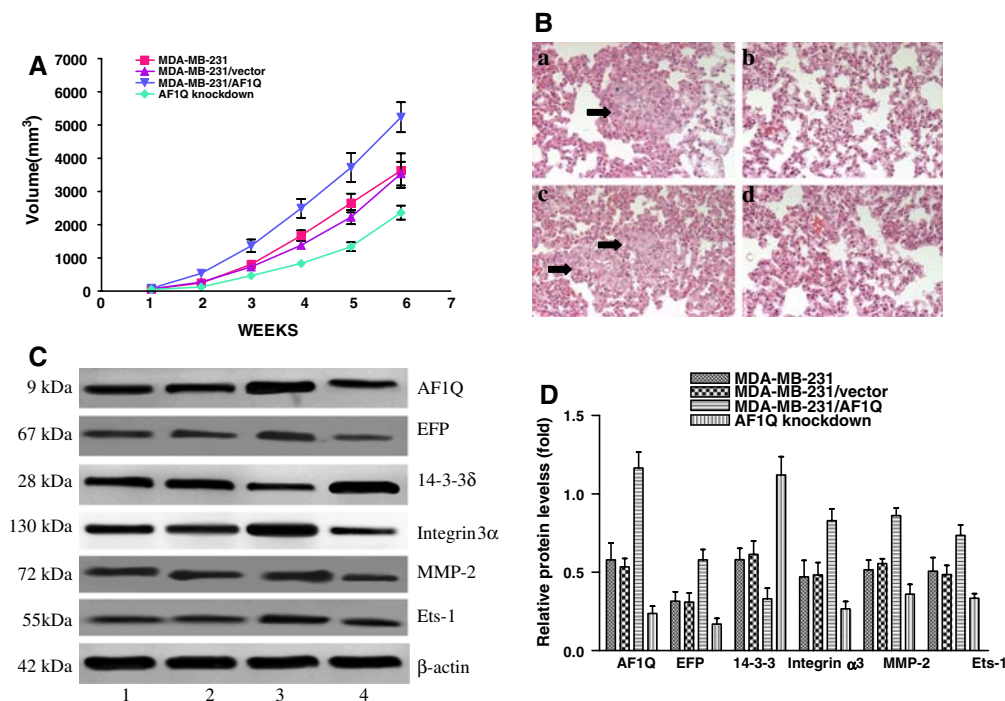 A
MDA-MB-231
MDA-MB-231/vector
MDA-MB-231/AF1Q
AF1Q knockdown
7000
6000
5000
4000
3000
2000
1000
0
Volume(mm³)
0 1 2 3 4 5 6 7
WEEKS
B
a
b
c
d
C
9 kDa AF1Q
67 kDa EFP
28 kDa 14-3-3δ
130 kDa Integrin3α
72 kDa MMP-2
55kDa Ets-1
42 kDa β-actin
1 2 3 4
D
MDA-MB-231
MDA-MB-231/vector
MDA-MB-231/AF1Q
AF1Q knockdown
1.5
1.0
0.5
0.0
Relative protein levelss (fold)
AF1Q EFP 14-3-3 Integrin α3 MMP-2 Ets-1